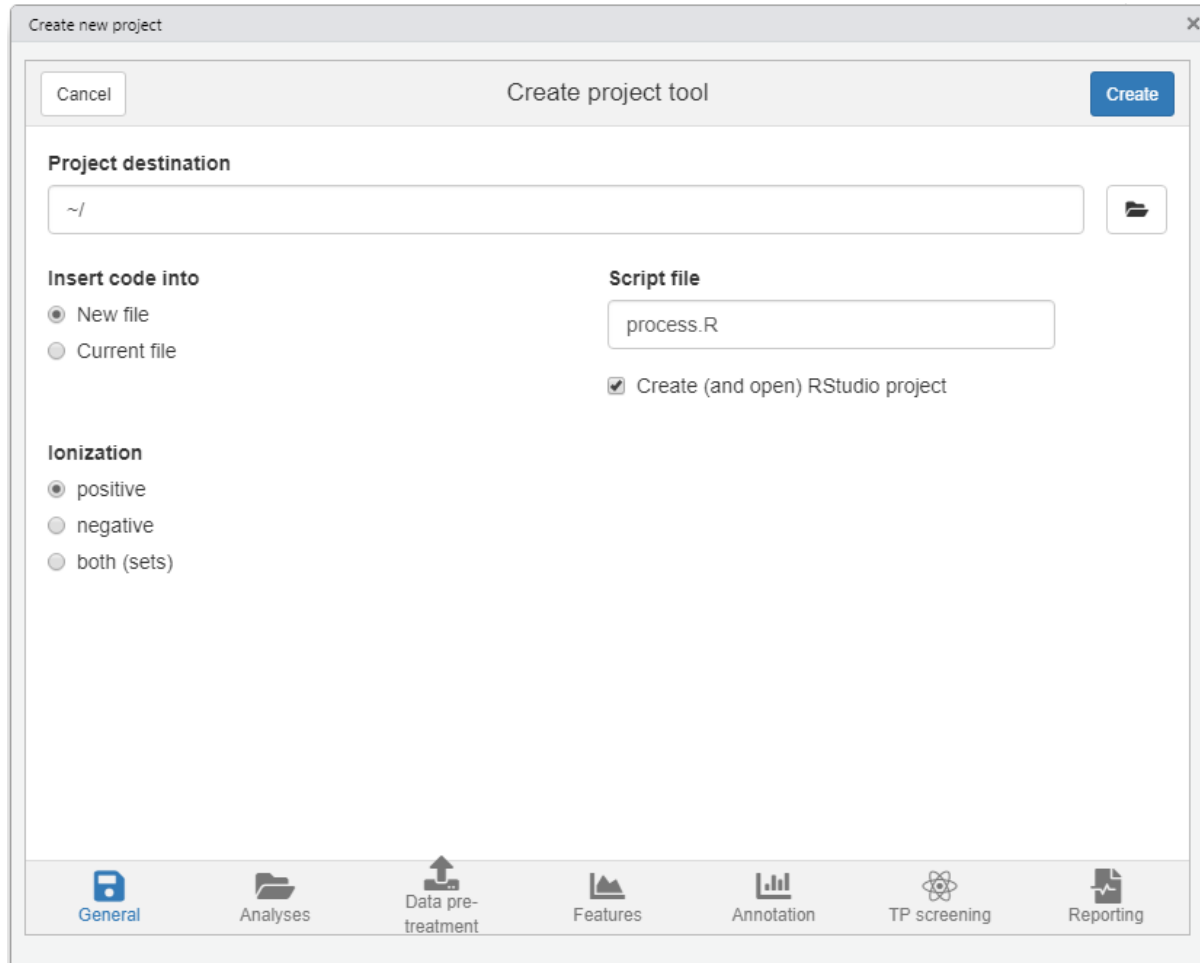 Create new project
Cancel
Create project tool
Create
Project destination
~/
Insert code into
New file
Current file
Script file
process.R
Create (and open) RStudio project
Ionization
positive
negative
both (sets)
General
Analyses
Data pre-
treatment
Features
Annotation
TP screening
Reporting